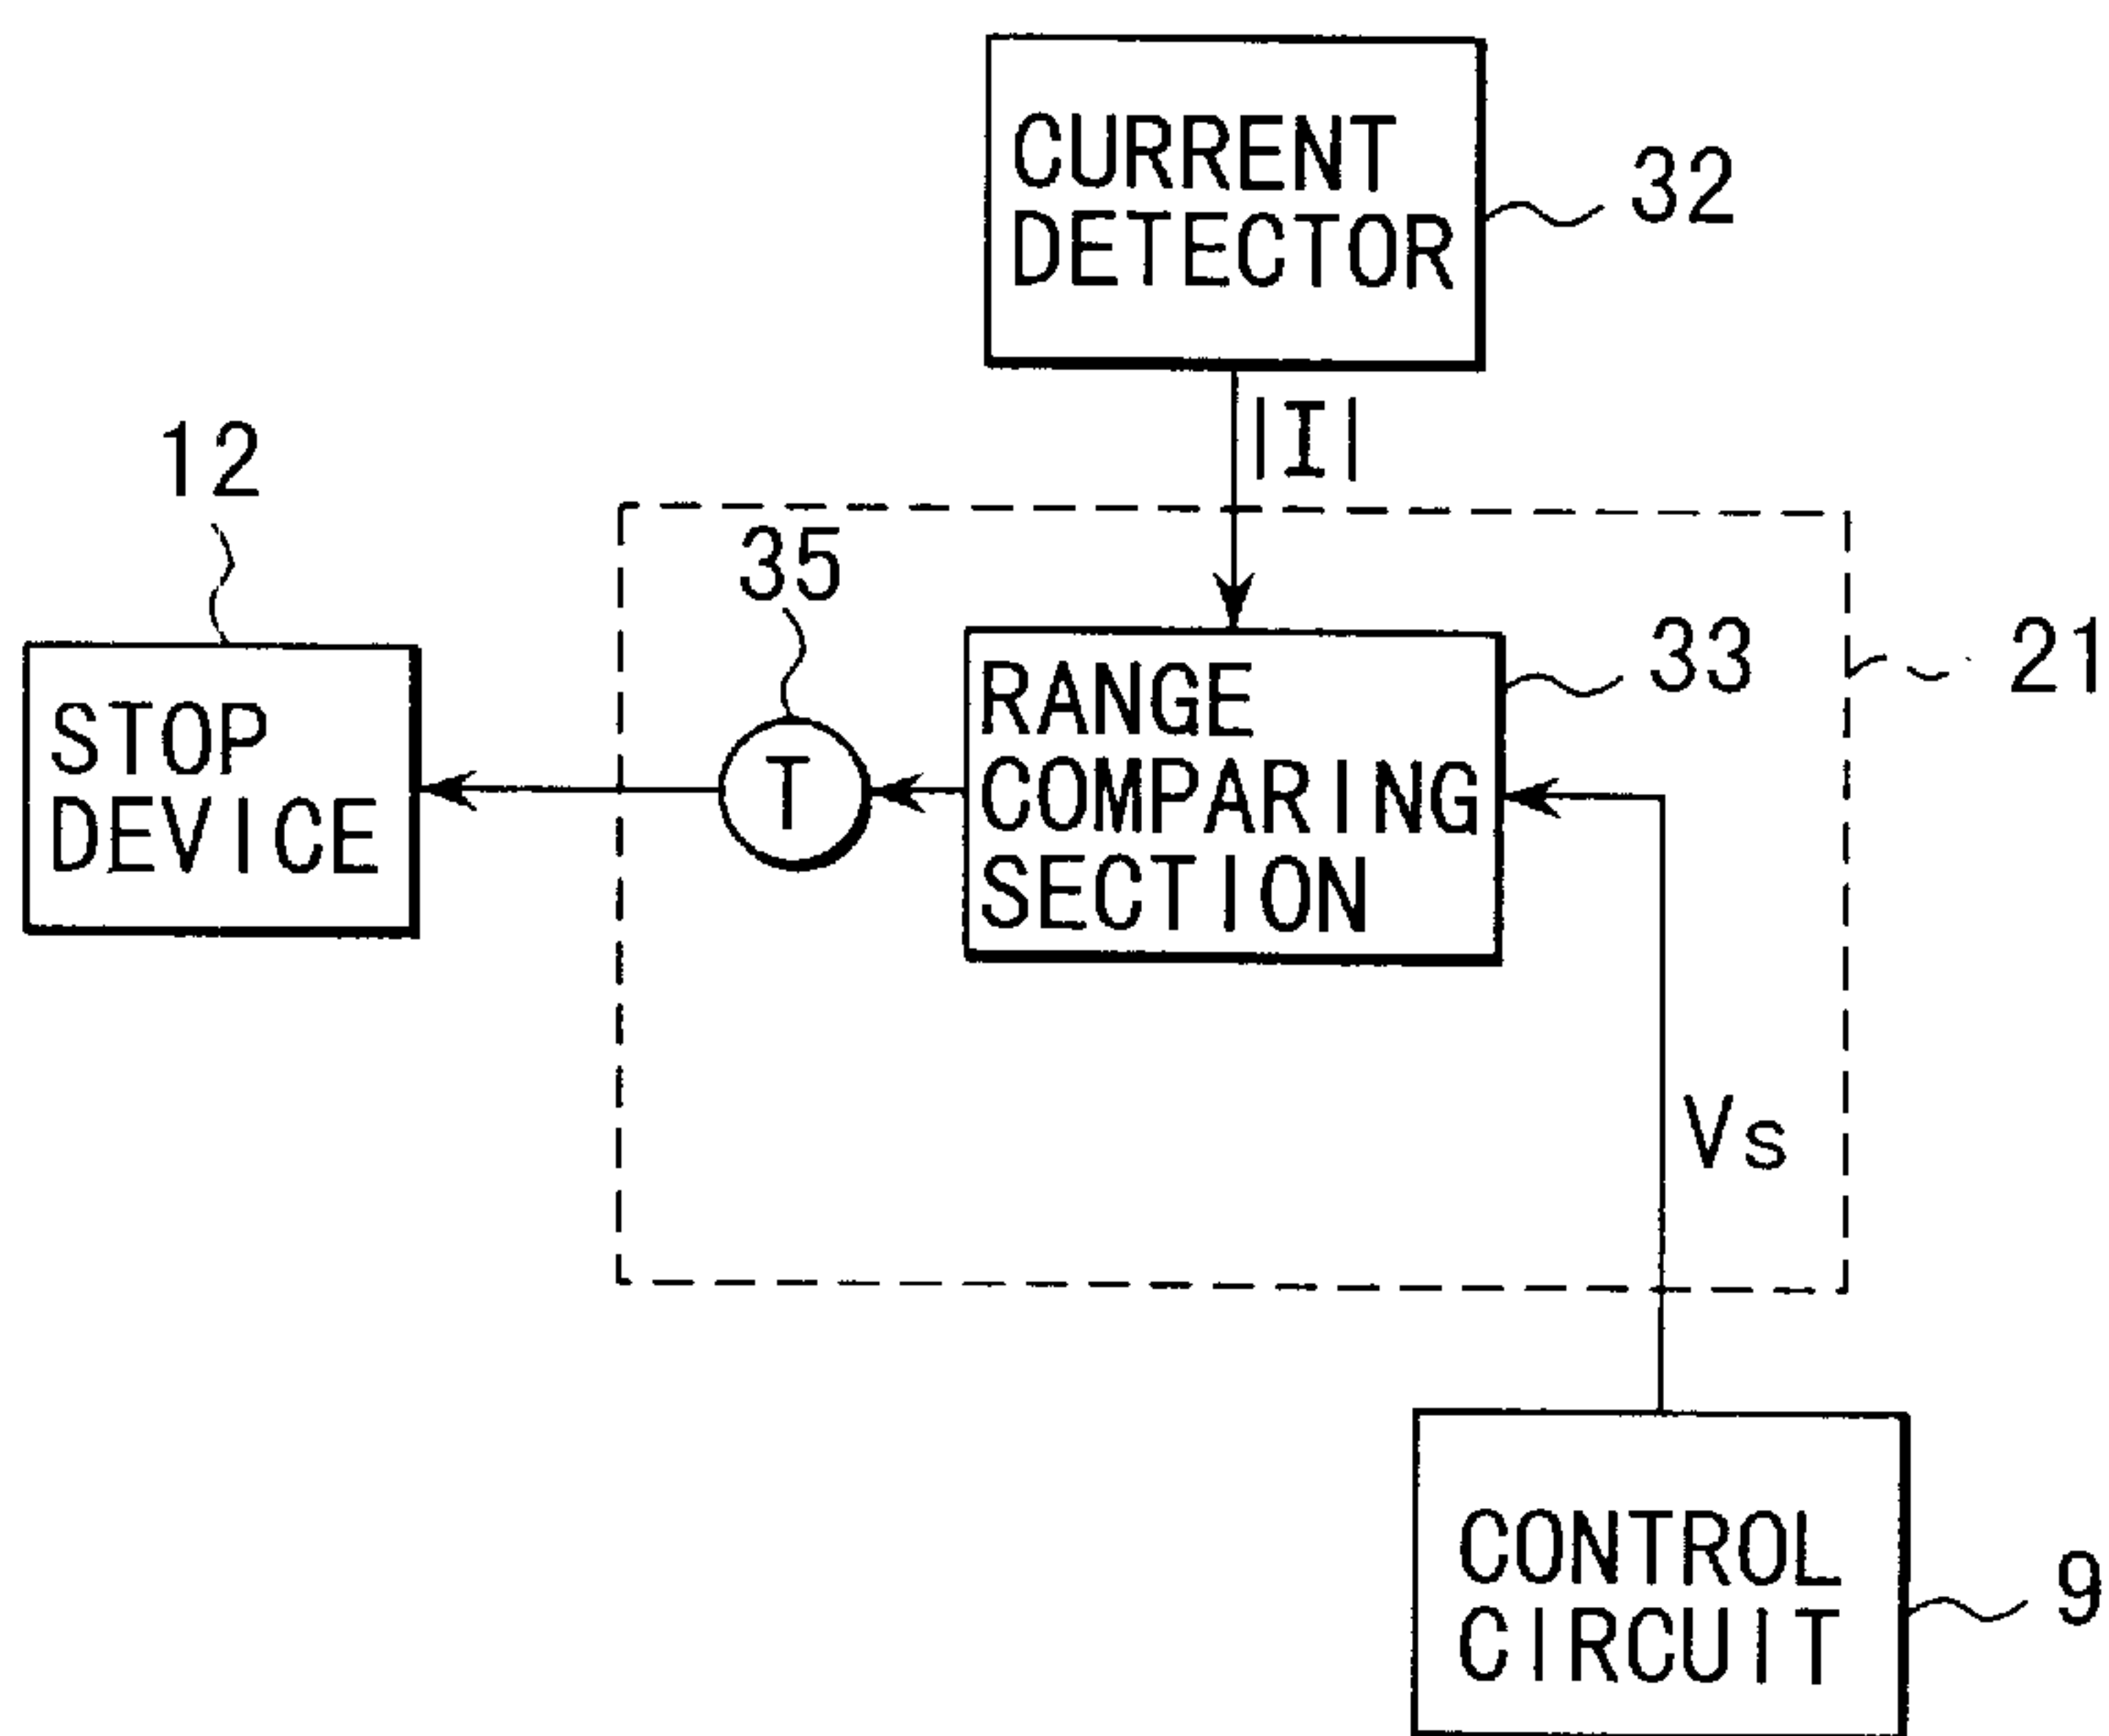 CURRENT
DETECTOR
32
|I|
12
35
33
21
STOP
DEVICE
T
RANGE
COMPARING
SECTION
Vs
CONTROL
CIRCUIT
9